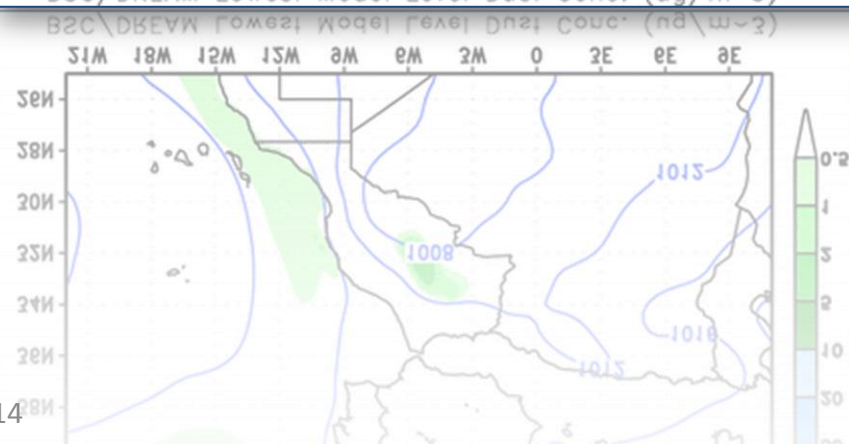 BSC/DREAM Lowest Model Level Dust Conc. (ug/m^3)
21W 18W 15W 12W 9W 6W 3W 0 3E 6E 9E
26N
28N
0.5
1012
30N
1
32N
1008
2
34N
5
1016
36N
10
1012
20
14
38N